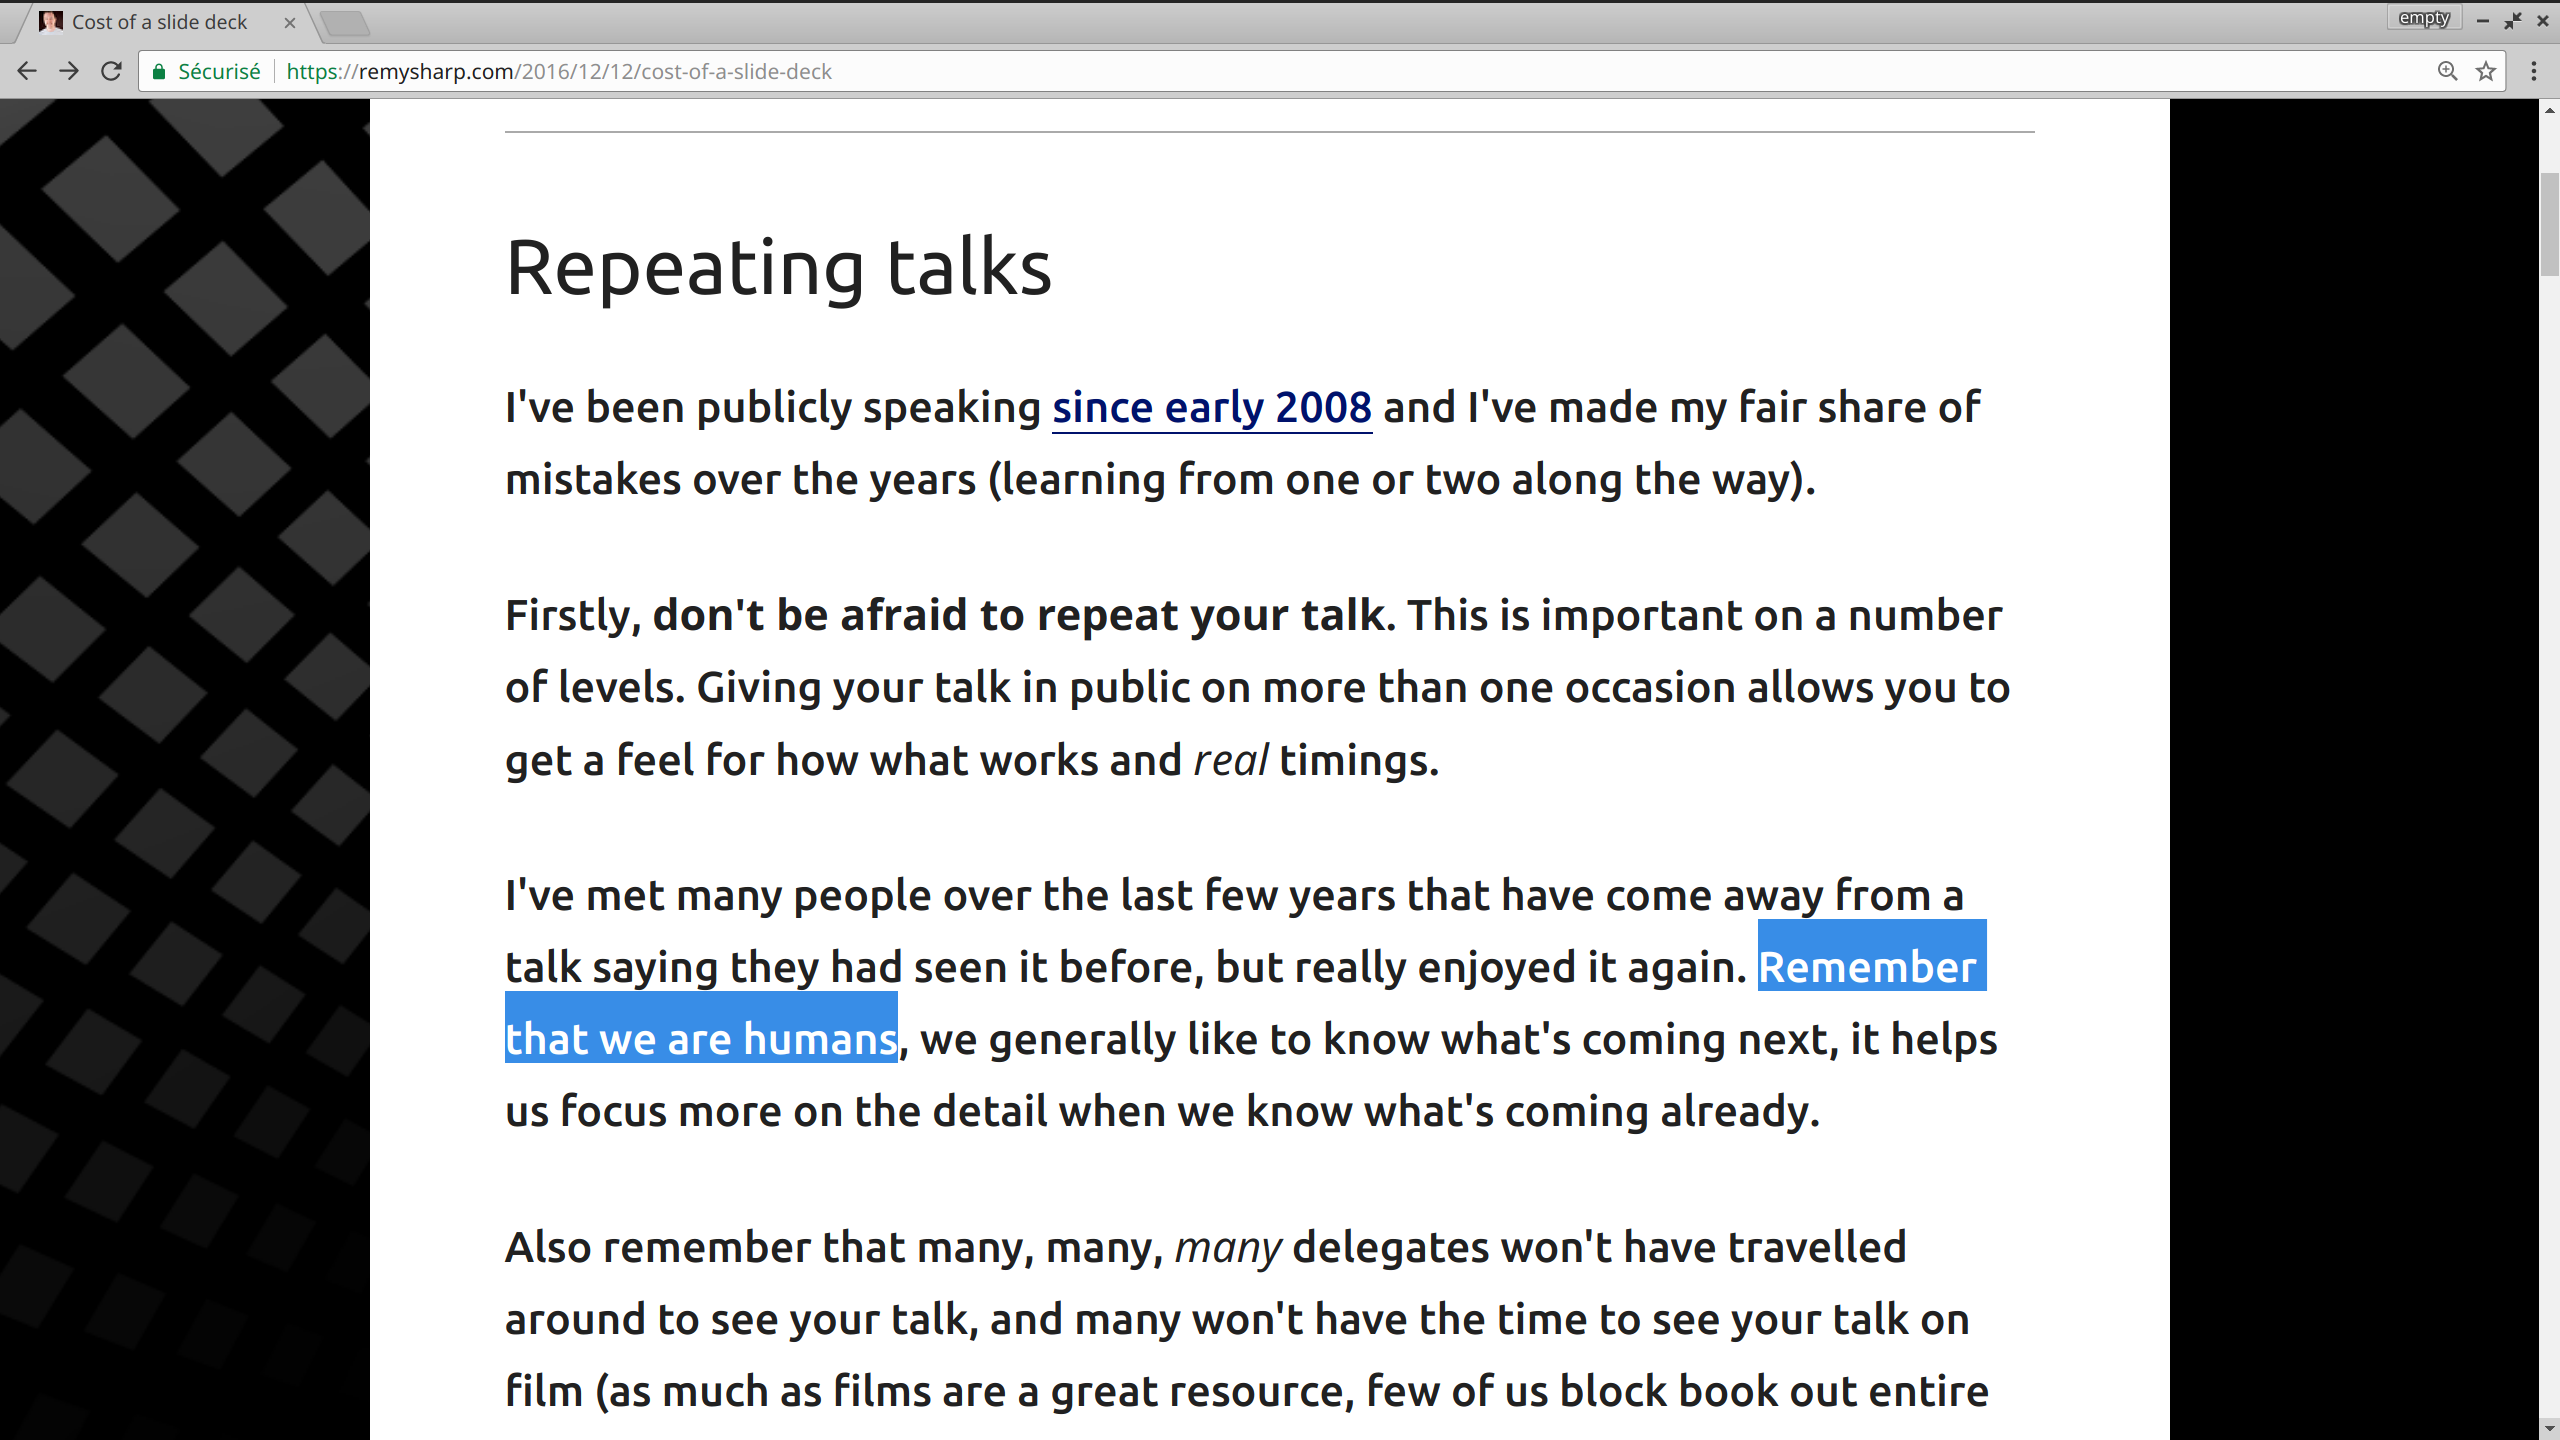 Cost of a slide deck
empty
Sécurisé
https://remysharp.com/2016/12/12/cost-of-a-slide-deck
Repeating talks
I've been publicly speaking since early 2008 and I've made my fair share of
mistakes over the years (learning from one or two along the way).
Firstly, don't be afraid to repeat your talk. This is important on a number
of levels. Giving your talk in public on more than one occasion allows you to
get a feel for how what works and real timings.
I've met many people over the last few years that have come away from a
talk saying they had seen it before, but really enjoyed it again. Remember
that we are humans, we generally like to know what's coming next, it helps
us focus more on the detail when we know what's coming already.
Also remember that many, many, many delegates won't have travelled
around to see your talk, and many won't have the time to see your talk on
film (as much as films are a great resource, few of us block book out entire